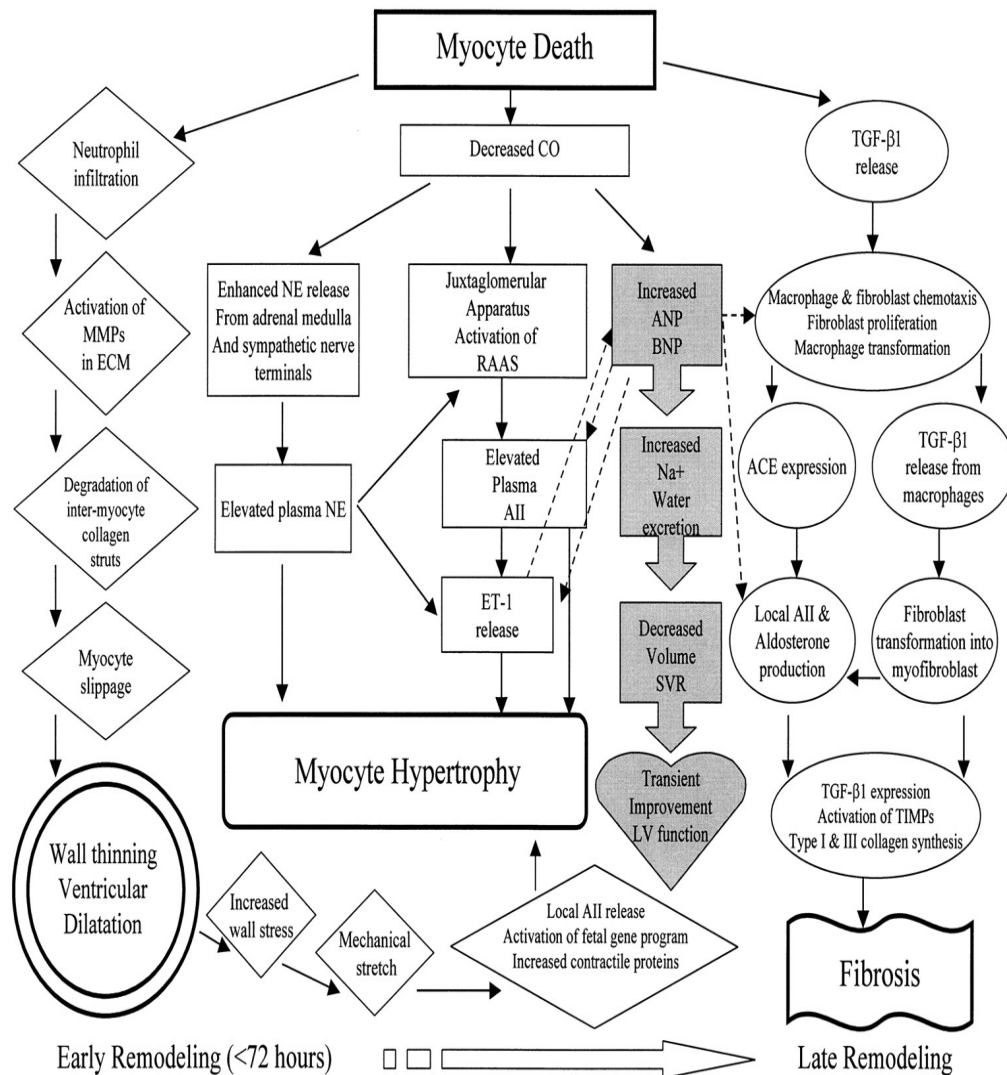 Myocyte Death
Neutrophil
infiltration
Decreased CO
TGF-β1
release
Activation of
MMPs
in ECM
Enhanced NE release
From adrenal medulla
And sympathetic nerve
terminals
Juxtaglomerular
Apparatus
Activation of
RAAS
Increased
ANP
BNP
Macrophage & fibroblast chemotaxis
Fibroblast proliferation
Macrophage transformation
Degradation of
inter-myocyte
collagen
struts
Elevated plasma NE
Elevated
Plasma
AII
Increased
Na+
Water
excretion
ACE expression
TGF-β1
release from
macrophages
Myocyte
slippage
ET-1
release
Decreased
Volume
SVR
Local AII &
Aldosterone
production
Fibroblast
transformation into
myofibroblast
Myocyte Hypertrophy
Transient
Improvement
LV function
TGF-β1 expression
Activation of TIMPs
Type I & III collagen synthesis
Wall thinning
Ventricular
Dilatation
Increased
wall stress
Mechanical
stretch
Local AII release
Activation of fetal gene program
Increased contractile proteins
Fibrosis
Early Remodeling (<72 hours)
Late Remodeling